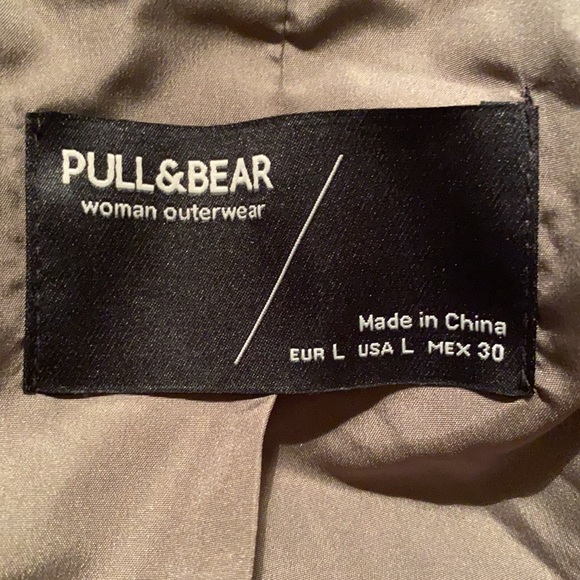 PULL&BEAR
woman outerwear
Made in China
EUR L USA L MEX 30